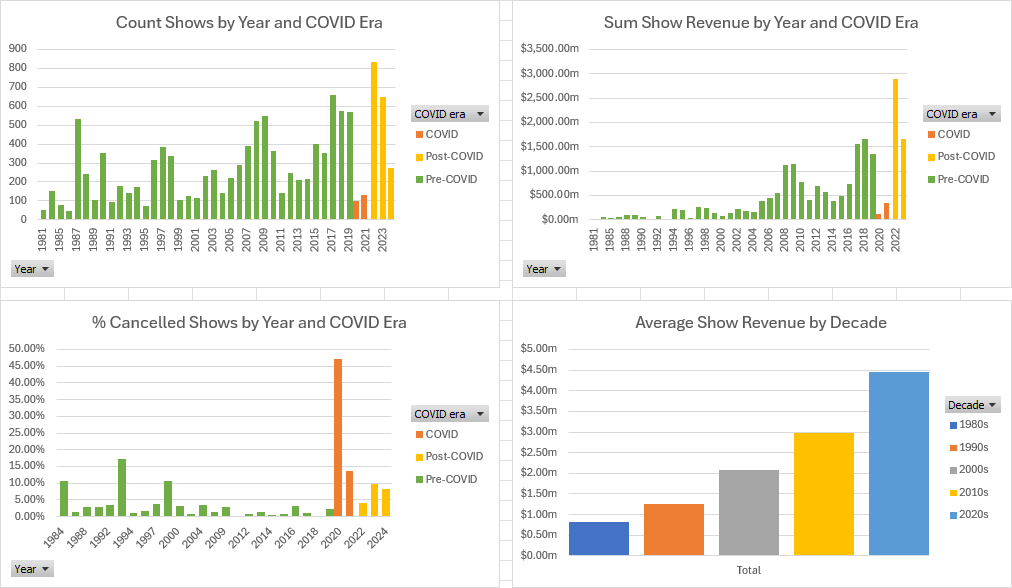 Count Shows by Year and COVID Era
900
800
700
600
500
400
300
200
100
0
1981
1985
1987
1989
1991
1993
1995
1997
1999
2001
2003
2005
2007
2009
2011
2013
2015
2017
2019
2021
2023
COVID era
COVID
Post-COVID
Pre-COVID
Year
Sum Show Revenue by Year and COVID Era
$3,500.00m
$3,000.00m
$2,500.00m
$2,000.00m
$1,500.00m
$1,000.00m
$500.00m
$0.00m
1981
1985
1988
1990
1992
1994
1996
1998
2000
2002
2004
2006
2008
2010
2012
2014
2016
2018
2020
2022
COVID era
COVID
Post-COVID
Pre-COVID
Year
% Cancelled Shows by Year and COVID Era
50.00%
45.00%
40.00%
35.00%
30.00%
25.00%
20.00%
15.00%
10.00%
5.00%
0.00%
1984
1988
1992
1994
1997
2000
2004
2009
2012
2014
2016
2018
2020
2022
2024
COVID era
COVID
Post-COVID
Pre-COVID
Year
Average Show Revenue by Decade
$5.00m
$4.50m
$4.00m
$3.50m
$3.00m
$2.50m
$2.00m
$1.50m
$1.00m
$0.50m
$0.00m
Total
Decade
1980s
1990s
2000s
2010s
2020s